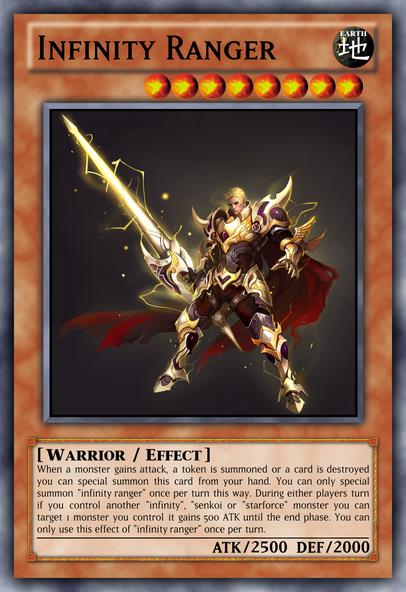 Infinity Ranger
EARTH
地
[ Warrior / Effect ]
When a monster gains attack, a token is summoned or a card is destroyed
you can special summon this card from your hand. You can only special
summon "infinity ranger" once per turn this way. During either players turn
if you control another "infinity", "senkoi or "starforce" monster you can
target 1 monster you control it gains 500 ATK until the end phase. You can
only use this effect of "infinity ranger" once per turn.
ATK/2500 DEF/2000